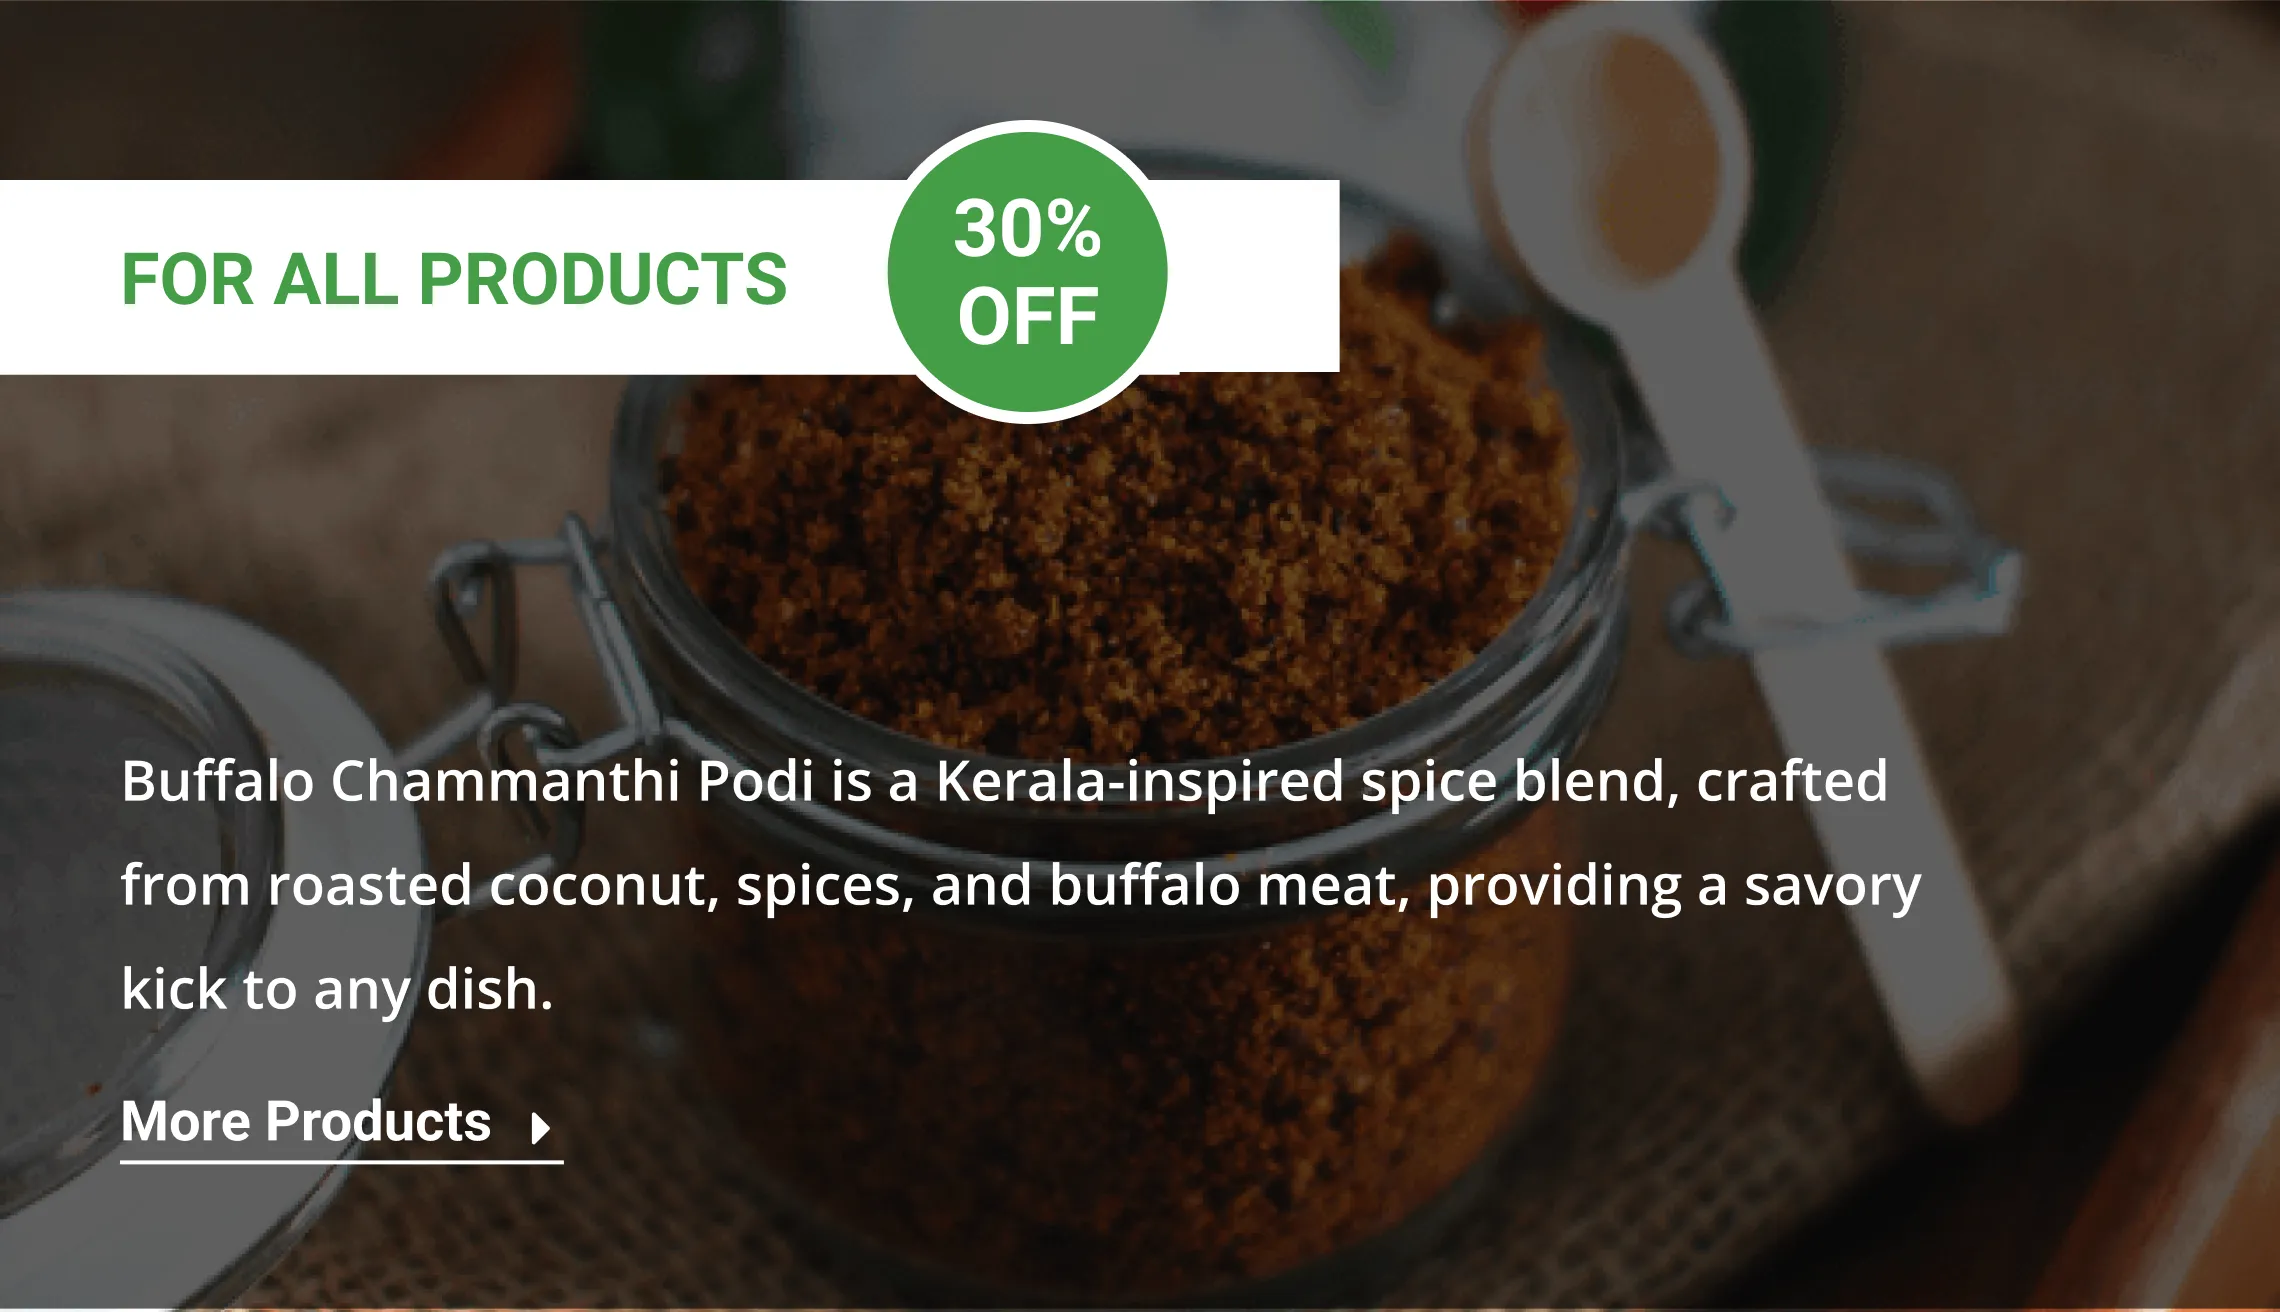 FOR ALL PRODUCTS
30%
OFF
Buffalo Chammanthi Podi is a Kerala-inspired spice blend, crafted
from roasted coconut, spices, and buffalo meat, providing a savory
kick to any dish.
More Products